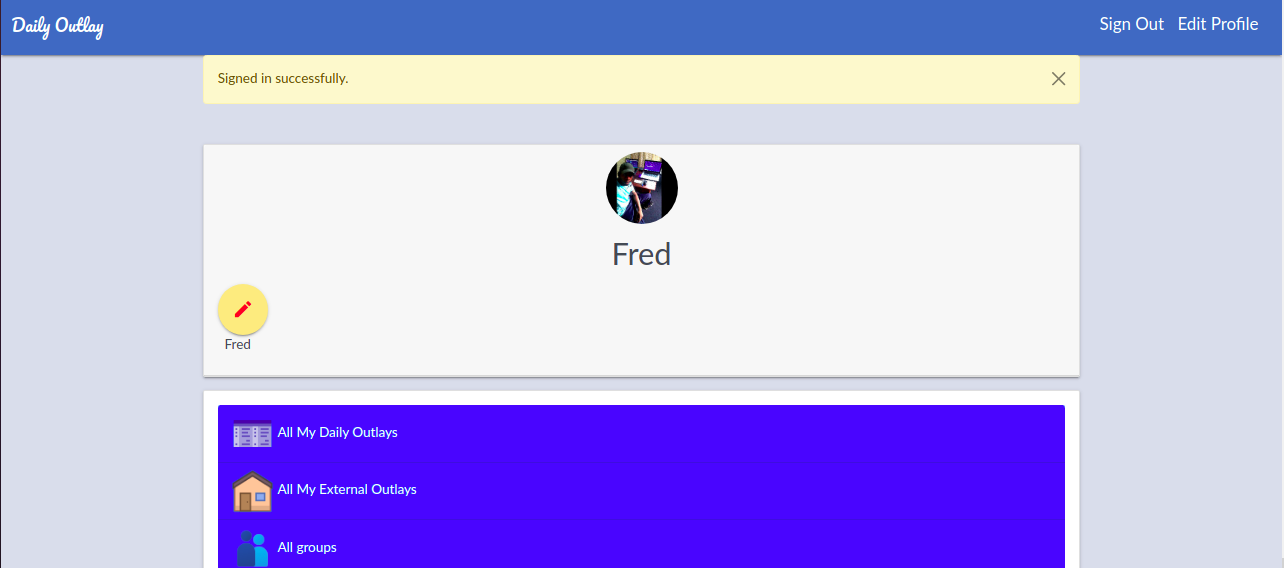 Daily Outlay
Sign Out Edit Profile
Signed in successfully.
Fred
Fred
All My Daily Outlays
All My External Outlays
All groups